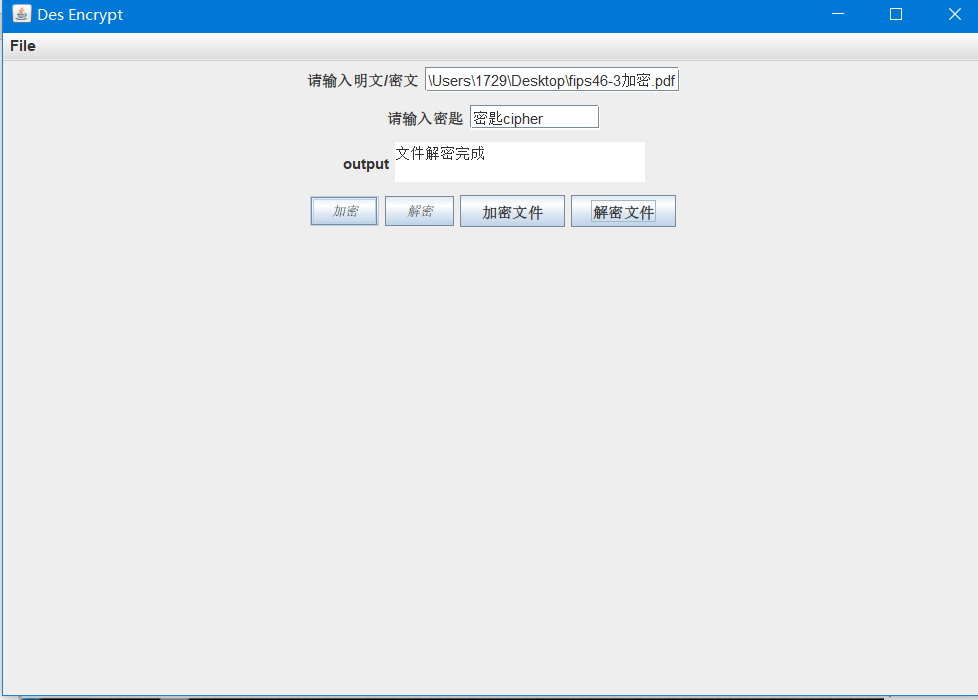 Des Encrypt
File
请输入明文/密文 \Users\1729\Desktop\fips46-3加密.pdf
请输入密匙 密匙cipher
output 文件解密完成
加密 解密 加密文件 解密文件